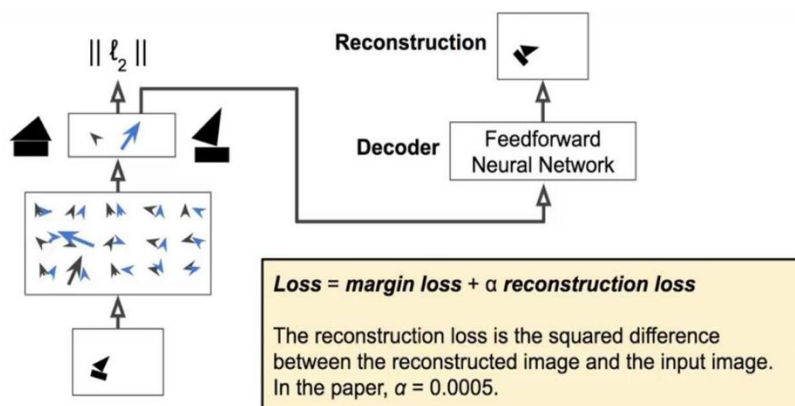 || ℓ2 ||
Reconstruction
Decoder
Feedforward
Neural Network
Loss = margin loss + α reconstruction loss
The reconstruction loss is the squared difference
between the reconstructed image and the input image.
In the paper, α = 0.0005.